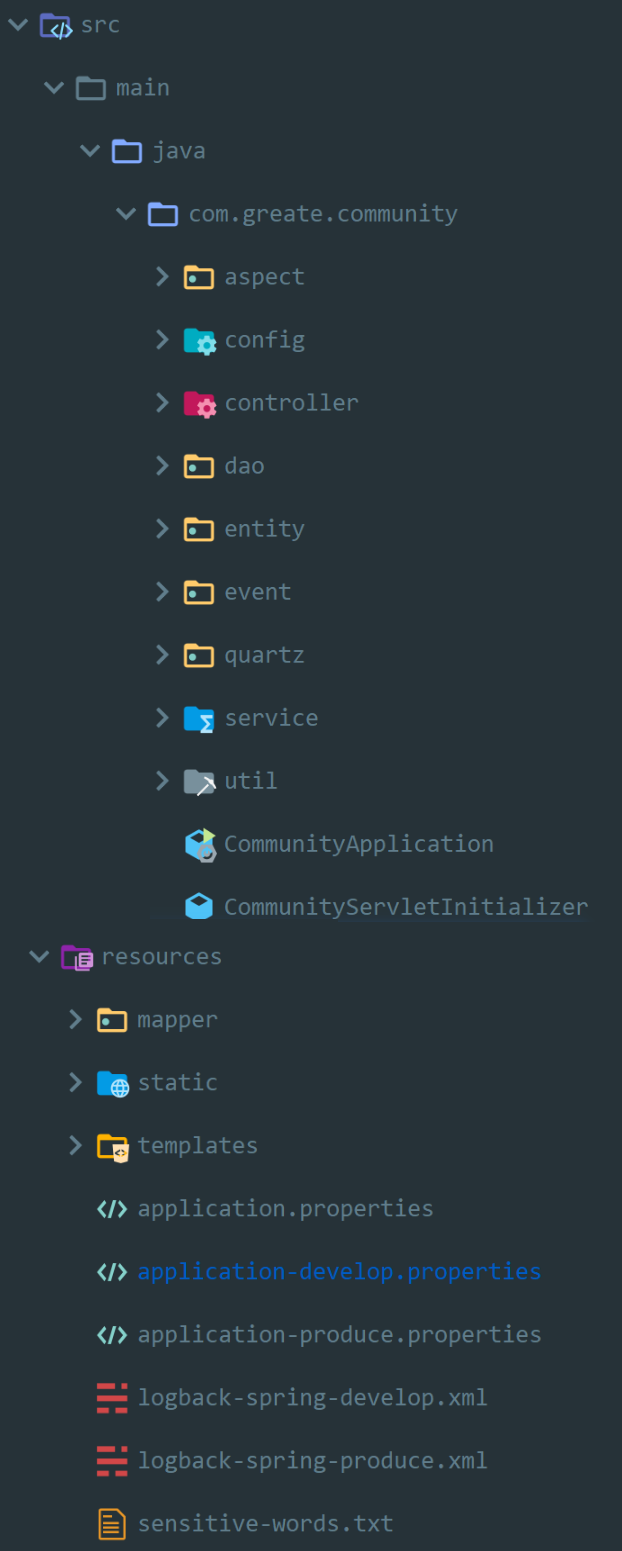 src
main
java
com.greate.community
aspect
config
controller
dao
entity
event
quartz
service
util
CommunityApplication
CommunityServletInitializer
resources
mapper
static
templates
application.properties
application-develop.properties
application-produce.properties
logback-spring-develop.xml
logback-spring-produce.xml
sensitive-words.txt